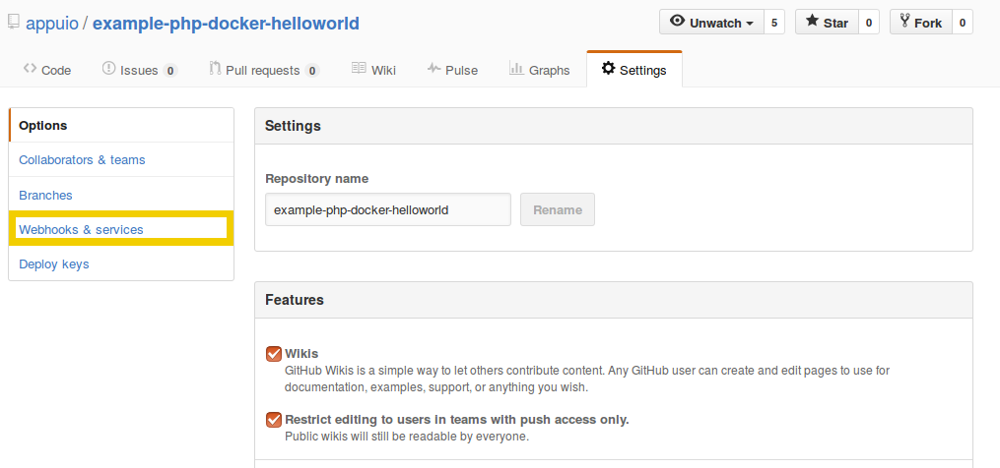 appuio / example-php-docker-helloworld
Unwatch 5 Star 0 Fork 0
Code Issues 0 Pull requests 0 Wiki Pulse Graphs Settings
Options
Collaborators & teams
Branches
Webhooks & services
Deploy keys
Settings
Repository name
example-php-docker-helloworld Rename
Features
Wikis
GitHub Wikis is a simple way to let others contribute content. Any GitHub user can create and edit pages to use for
documentation, examples, support, or anything you wish.
Restrict editing to users in teams with push access only.
Public wikis will still be readable by everyone.